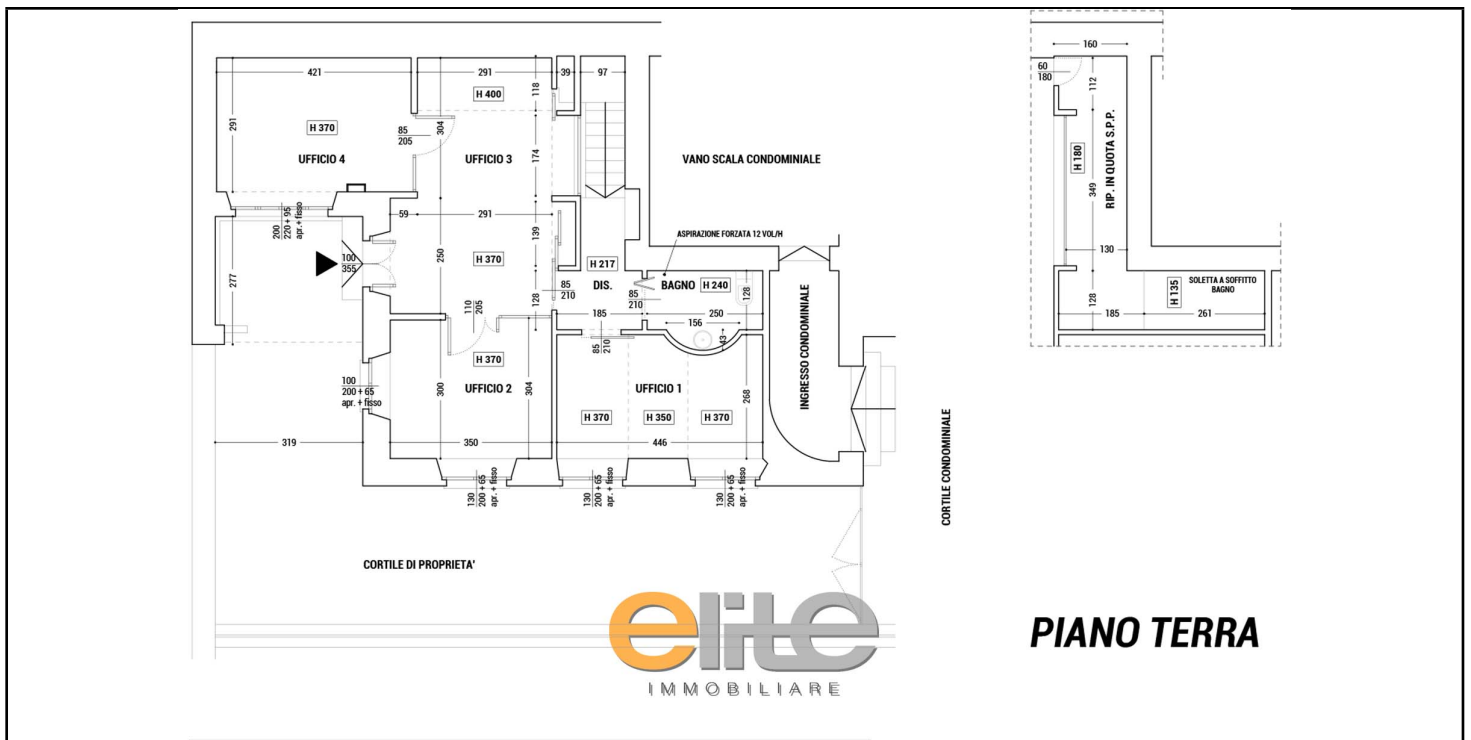 421
291
39
97
H 400
118
291
H 370
85
205
304
UFFICIO 4
UFFICIO 3
174
VANO SCALA CONDOMINIALE
200
220 + 95
apr.+ fisso
59
291
139
ASPIRAZIONE FORZATA 12 VOL/H
100
355
277
250
H 370
H 217
DIS.
85
210
128
85
210
BAGNO
H 240
128
185
250
156
43
110
205
H 370
85
210
INGRESSO CONDOMINIALE
100
200 + 65
apr. + fisso
UFFICIO 2
300
304
UFFICIO 1
268
H 370
H 350
H 370
319
350
446
130
200 + 65
apr. + fisso
130
200 + 65
apr. + fisso
130
200 + 65
apr. + fisso
CORTILE CONDOMINIALE
CORTILE DI PROPRIETA'
elite
IMMOBILIARE
160
60
180
112
H 180
RIP. IN QUOTA S.P.P.
349
130
128
H 135
SOLETTA A SOFFITTO
BAGNO
185
261
PIANO TERRA